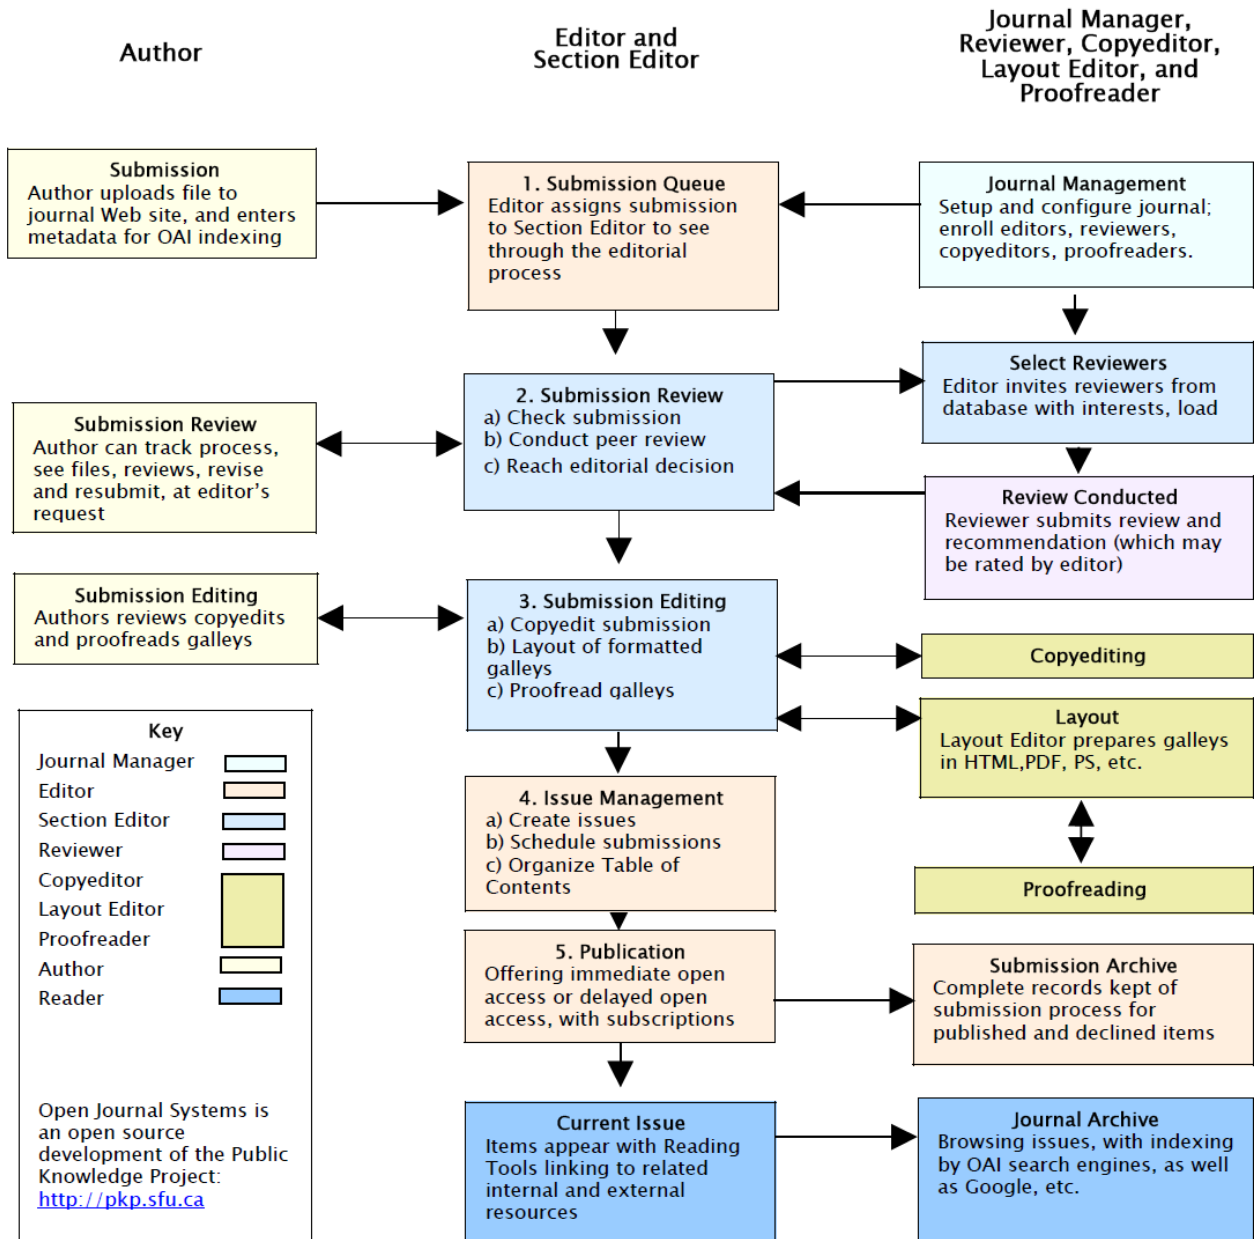 Author
Editor and
Section Editor
Journal Manager,
Reviewer, Copyeditor,
Layout Editor, and
Proofreader
Submission
Author uploads file to
journal Web site, and enters
metadata for OAI indexing
1. Submission Queue
Editor assigns submission
to Section Editor to see
through the editorial
process
Journal Management
Setup and configure journal;
enroll editors, reviewers,
copyeditors, proofreaders.
Submission Review
Author can track process,
see files, reviews, revise
and resubmit, at editor's
request
2. Submission Review
a) Check submission
b) Conduct peer review
c) Reach editorial decision
Select Reviewers
Editor invites reviewers from
database with interests, load
Review Conducted
Reviewer submits review and
recommendation (which may
be rated by editor)
Submission Editing
Authors reviews copyedits
and proofreads galleys
3. Submission Editing
a) Copyedit submission
b) Layout of formatted
galleys
c) Proofread galleys
Copyediting
Layout
Layout Editor prepares galleys
in HTML,PDF, PS, etc.
Proofreading
Key
Journal Manager
Editor
Section Editor
Reviewer
Copyeditor
Layout Editor
Proofreader
Author
Reader
Open Journal Systems is
an open source
development of the Public
Knowledge Project:
http://pkp.sfu.ca
4. Issue Management
a) Create issues
b) Schedule submissions
c) Organize Table of
Contents
5. Publication
Offering immediate open
access or delayed open
access, with subscriptions
Submission Archive
Complete records kept of
submission process for
published and declined items
Current Issue
Items appear with Reading
Tools linking to related
internal and external
resources
Journal Archive
Browsing issues, with indexing
by OAI search engines, as well
as Google, etc.